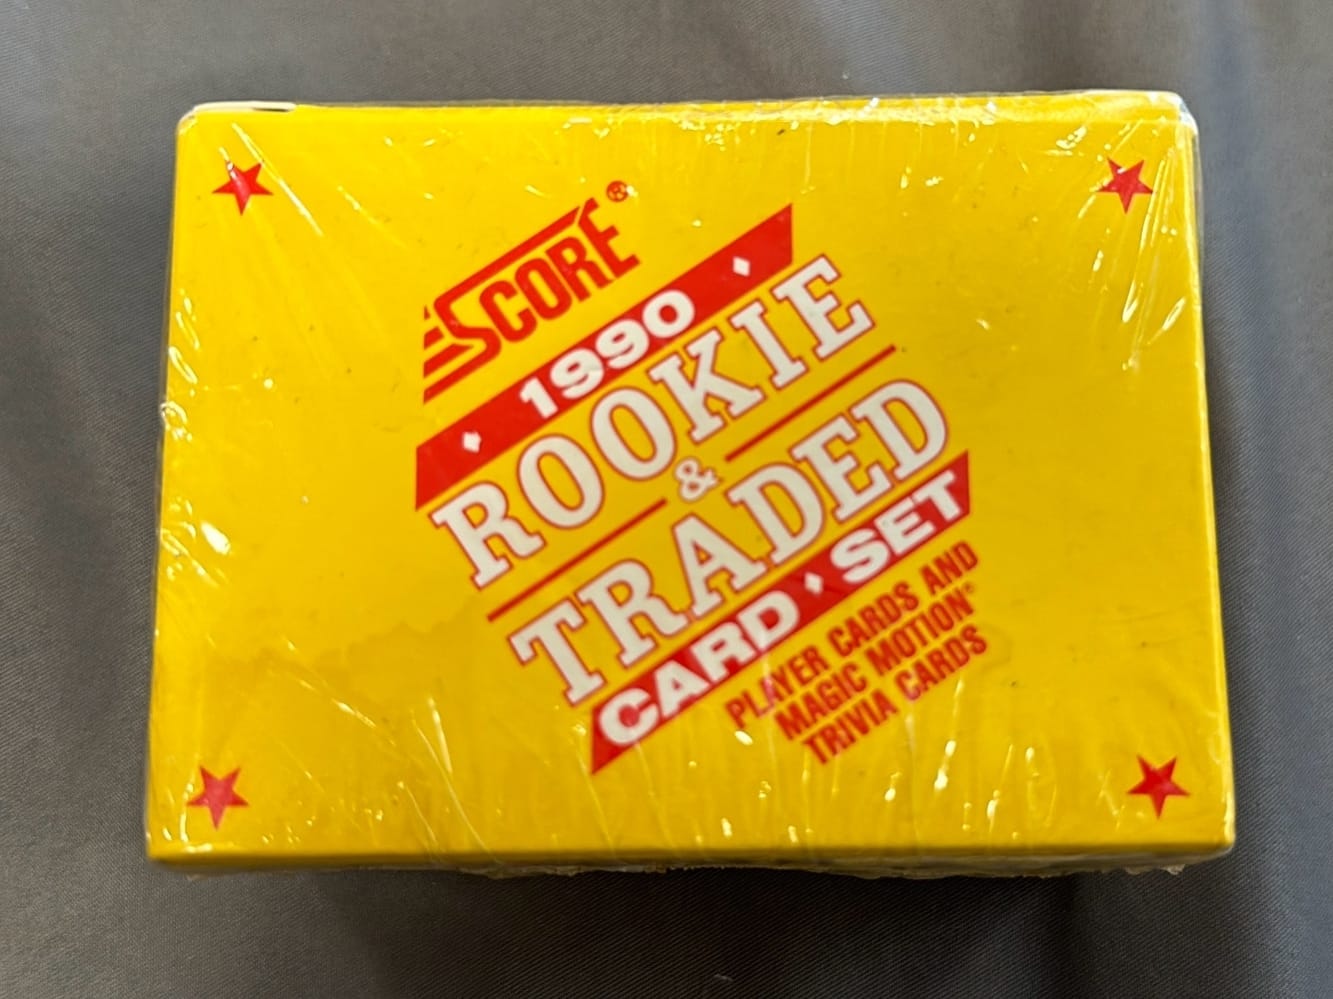 SCORE®
1990
ROOKIE
&
TRADED
CARD SET
PLAYER CARDS AND
MAGIC MOTION®
TRIVIA CARDS